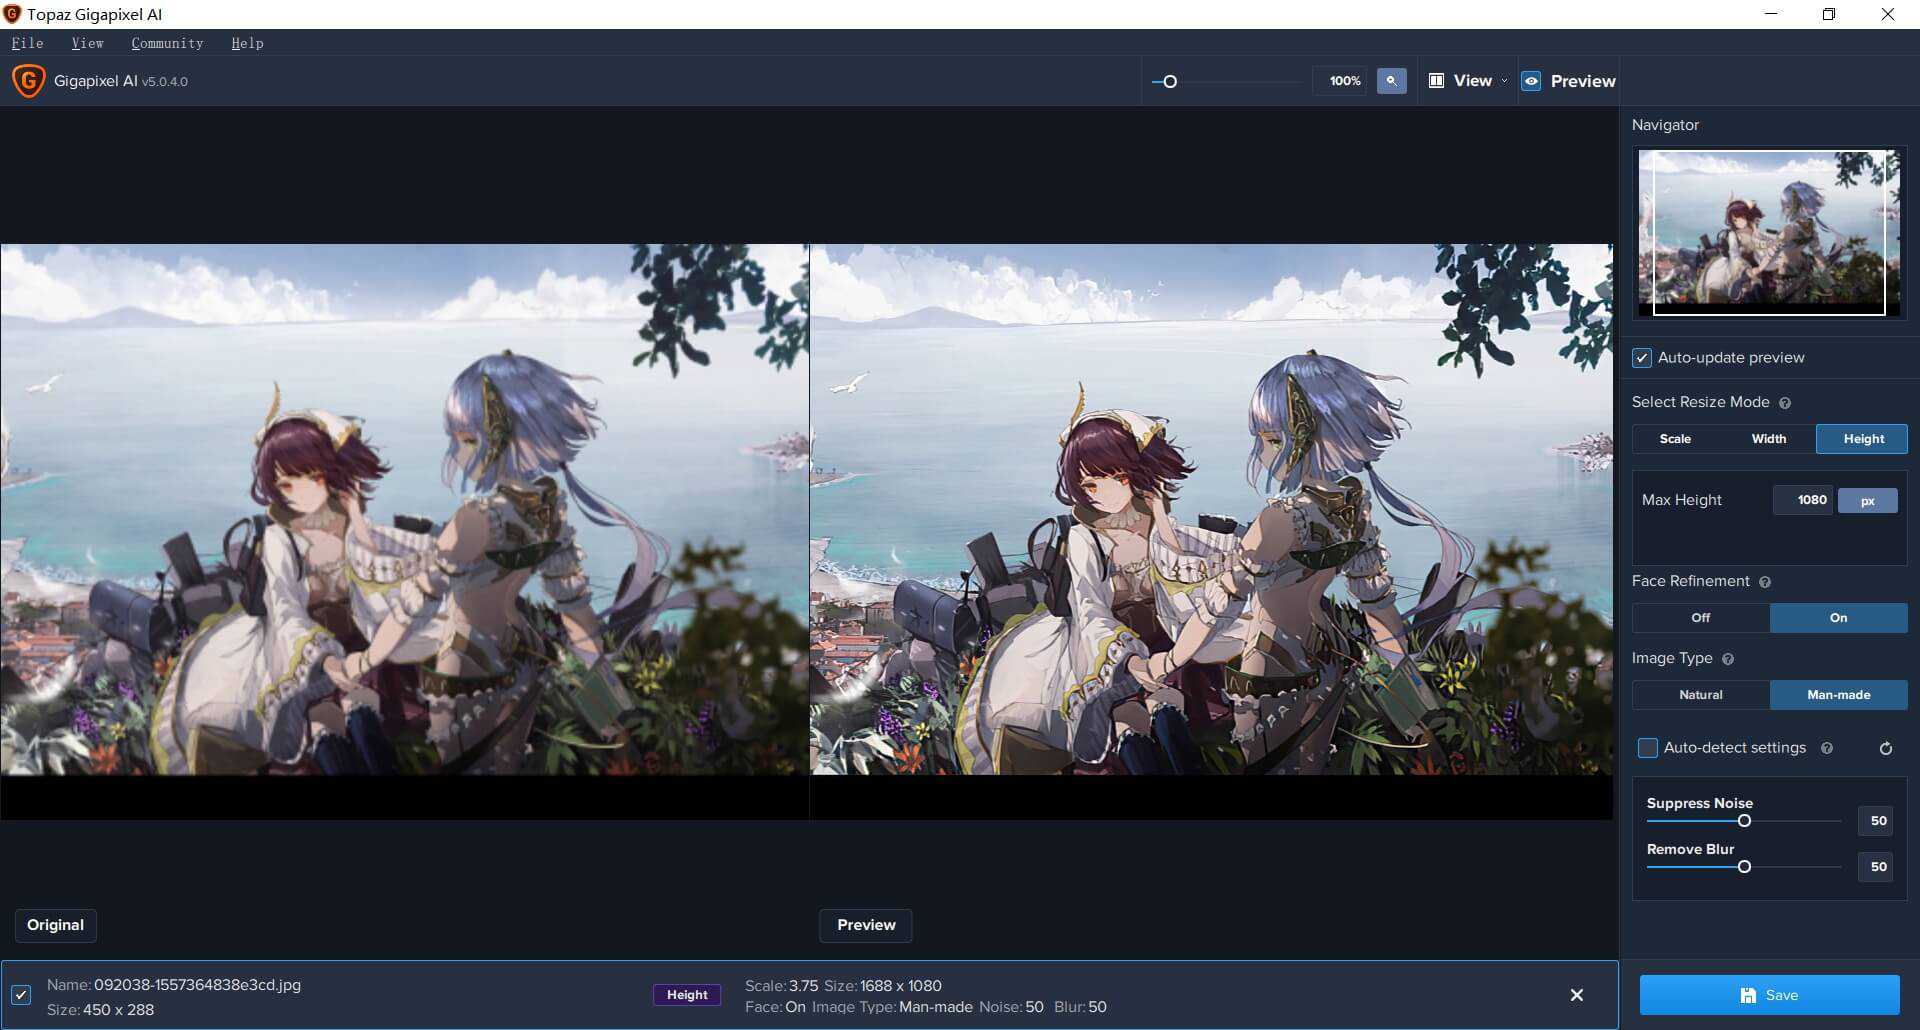 Topaz Gigapixel AI
File View Community Help
Gigapixel AI v5.0.4.0
100% View Preview
Navigator
Auto-update preview
Select Resize Mode
Scale Width Height
Max Height 1080 px
Face Refinement
Off On
Image Type
Natural Man-made
Auto-detect settings
Suppress Noise
50
Remove Blur
50
Original Preview
Name: 092038-1557364838e3cd.jpg
Size: 450 x 288
Height
Scale: 3.75 Size: 1688 x 1080
Face: On Image Type: Man-made Noise: 50 Blur: 50
Save